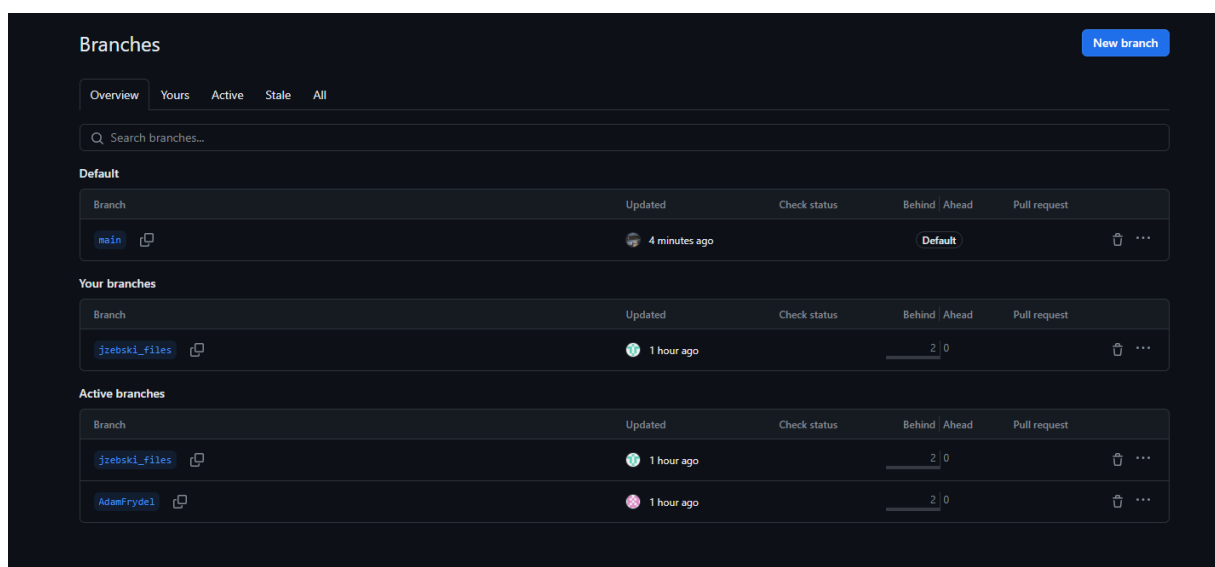 Branches
New branch
Overview Yours Active Stale All
Search branches...
Default
Branch Updated Check status Behind Ahead Pull request
main 4 minutes ago Default
Your branches
Branch Updated Check status Behind Ahead Pull request
jzebski_files 1 hour ago 2 0
Active branches
Branch Updated Check status Behind Ahead Pull request
jzebski_files 1 hour ago 2 0
AdamFrydel 1 hour ago 2 0